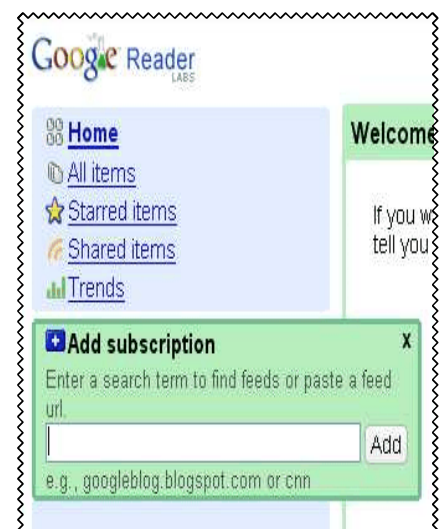 Google Reader
LABS
Home
Welcome
All items
Starred items
If you w
Shared items
tell you
Trends
Add subscription X
Enter a search term to find feeds or paste a feed
url.
Add
e.g., googleblog.blogspot.com or cnn